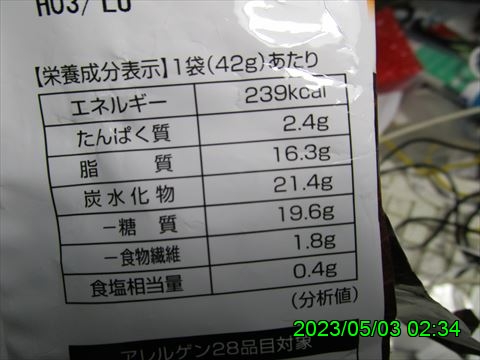 H03/LU
【栄養成分表示】1袋(42g)あたり
エネルギー 239kcal
たんぱく質 2.4g
脂 質 16.3g
炭水化物 21.4g
-糖 質 19.6g
-食物繊維 1.8g
食塩相当量 0.4g
(分析値)
アレルゲン28品目対象
2023/05/03 02:34